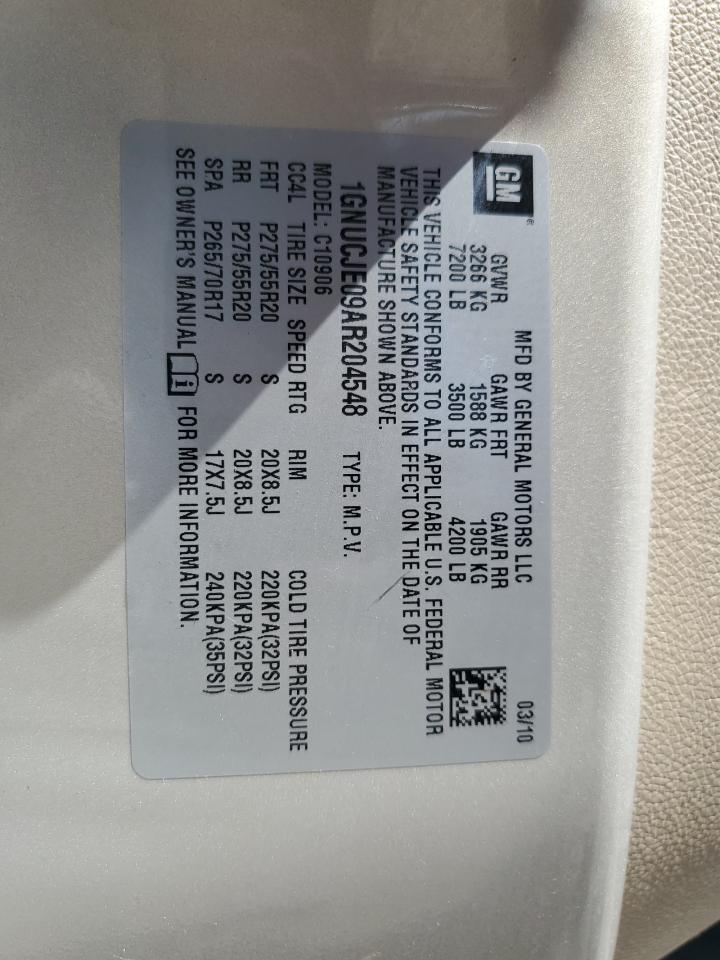 GM®
MFD BY GENERAL MOTORS LLC 03/10
GVWR GAWR FRT GAWR RR
3266 KG 1588 KG 1905 KG
7200 LB 3500 LB 4200 LB
THIS VEHICLE CONFORMS TO ALL APPLICABLE U.S. FEDERAL MOTOR
VEHICLE SAFETY STANDARDS IN EFFECT ON THE DATE OF
MANUFACTURE SHOWN ABOVE.
1GNUCJE09AR204548 TYPE: M.P.V.
MODEL: C10906
CC4L TIRE SIZE SPEED RTG RIM COLD TIRE PRESSURE
FRT P275/55R20 S 20X8.5J 220KPA(32PSI)
RR P275/55R20 S 20X8.5J 220KPA(32PSI)
SPA P265/70R17 S 17X7.5J 240KPA(35PSI)
SEE OWNER'S MANUAL i FOR MORE INFORMATION.